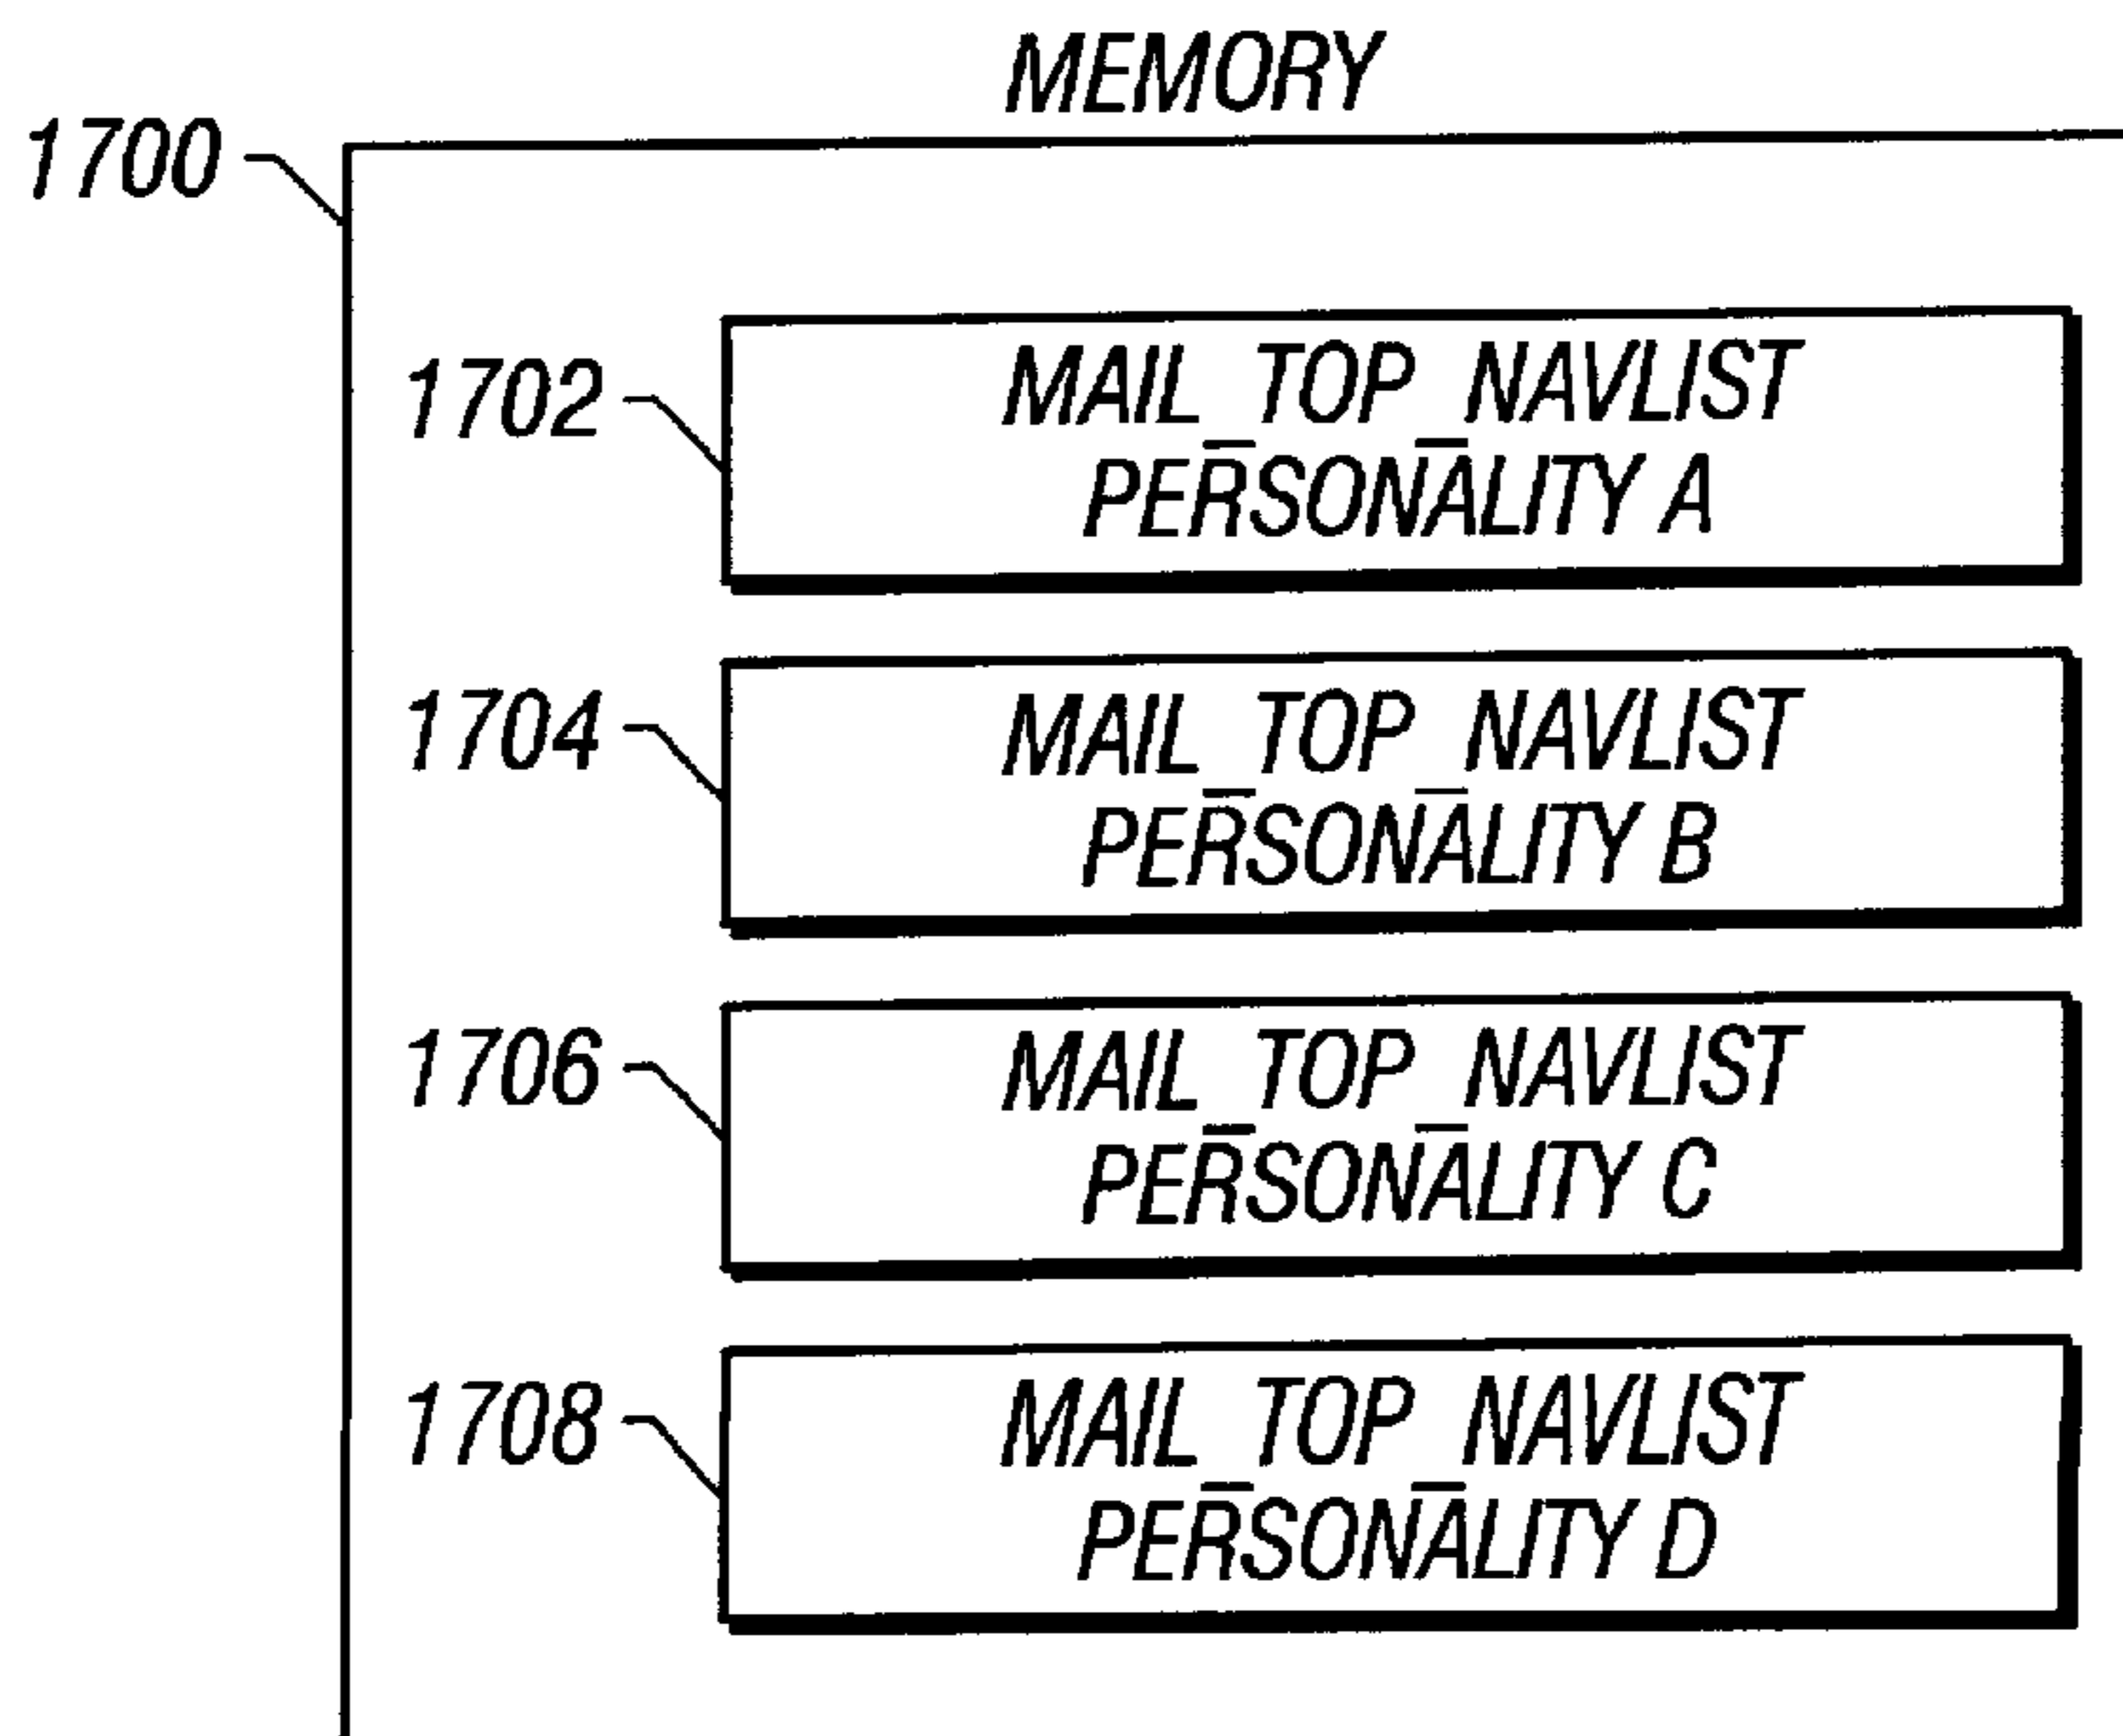 MEMORY
1700
1702
MAIL_TOP_NAVLIST
PERSONALITY A
1704
MAIL_TOP_NAVLIST
PERSONALITY B
1706
MAIL_TOP_NAVLIST
PERSONALITY C
1708
MAIL_TOP_NAVLIST
PERSONALITY D